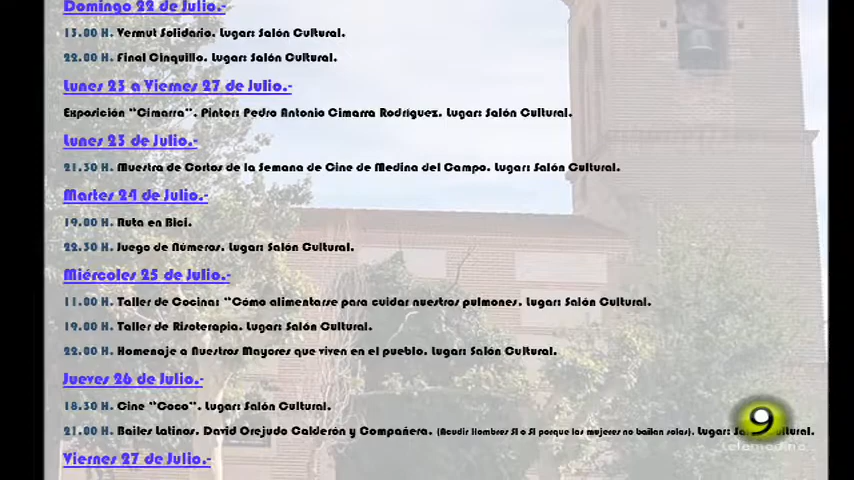 Domingo 22 de Julio.-
13.00 H. Vermut Solidario. Lugar: Salón Cultural.
22.00 H. Final Cinquillo. Lugar: Salón Cultural.
Lunes 23 a Viernes 27 de Julio.-
Exposición "Cimarra". Pintor: Pedro Antonio Cimarra Rodríguez. Lugar: Salón Cultural.
Lunes 23 de Julio.-
21.30 H. Muestra de Cortos de la Semana de Cine de Medina del Campo. Lugar: Salón Cultural.
Martes 24 de Julio.-
19.00 H. Ruta en Bici.
22.30 H. Juego de Números. Lugar: Salón Cultural.
Miércoles 25 de Julio.-
11.00 H. Taller de Cocina: "Cómo alimentarse para cuidar nuestros pulmones. Lugar: Salón Cultural.
19.00 H. Taller de Risoterapia. Lugar: Salón Cultural.
22.00 H. Homenaje a Nuestros Mayores que viven en el pueblo. Lugar: Salón Cultural.
Jueves 26 de Julio.-
18.30 H. Cine "Coco". Lugar: Salón Cultural.
21.00 H. Bailes Latinos. David Orejudo Calderón y Compañera. (Acudir Hombres SI o SI porque las mujeres no bailan solas). Lugar: Salón Cultural.
9
telemedina
Viernes 27 de Julio.-